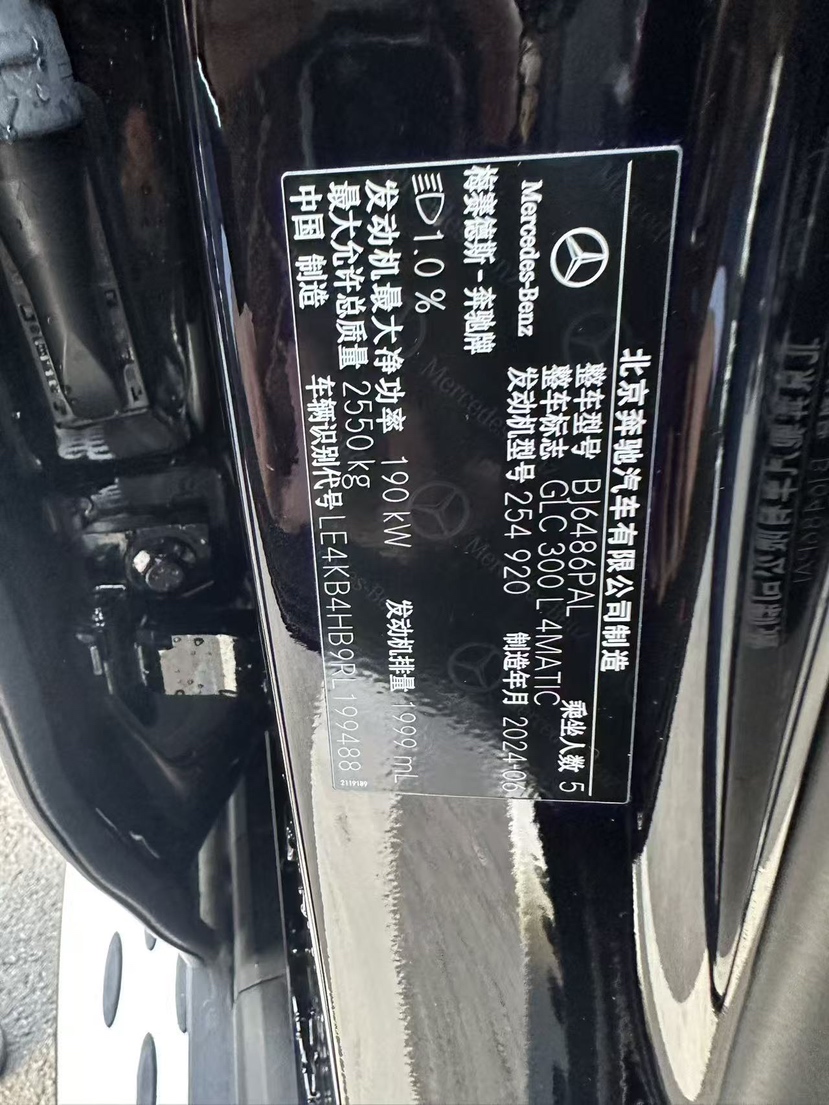 北京奔驰汽车有限公司制造
Mercedes-Benz
梅赛德斯-奔驰牌
整车型号 BJ6486PAL
乘坐人数 5
整车标志 GLC 300 L 4MATIC
发动机型号 254 920
制造年月 2024-06
1.0%
发动机最大净功率 190 kW
发动机排量 1999 mL
最大允许总质量 2550 kg
中国 制造
车辆识别代号 LE4KB4HB9RL199488
2119189